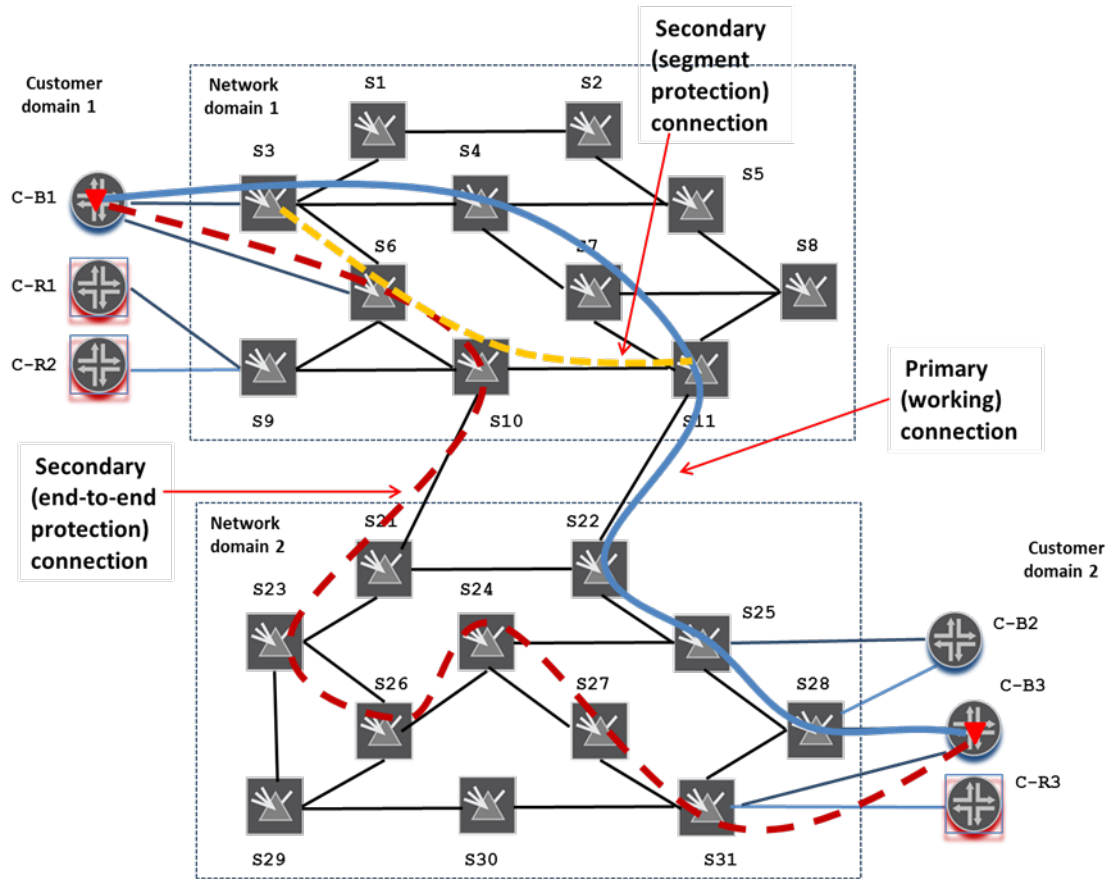 Secondary
(segment
protection)
connection
Customer
domain 1
Network
domain 1
S1
S2
S3
S4
S5
C-B1
S6
S7
S8
C-R1
C-R2
S9
S10
S11
Primary
(working)
connection
Secondary
(end-to-end
protection)
connection
Network
domain 2
S21
S22
Customer
domain 2
S23
S24
S25
C-B2
S26
S27
S28
C-B3
C-R3
S29
S30
S31